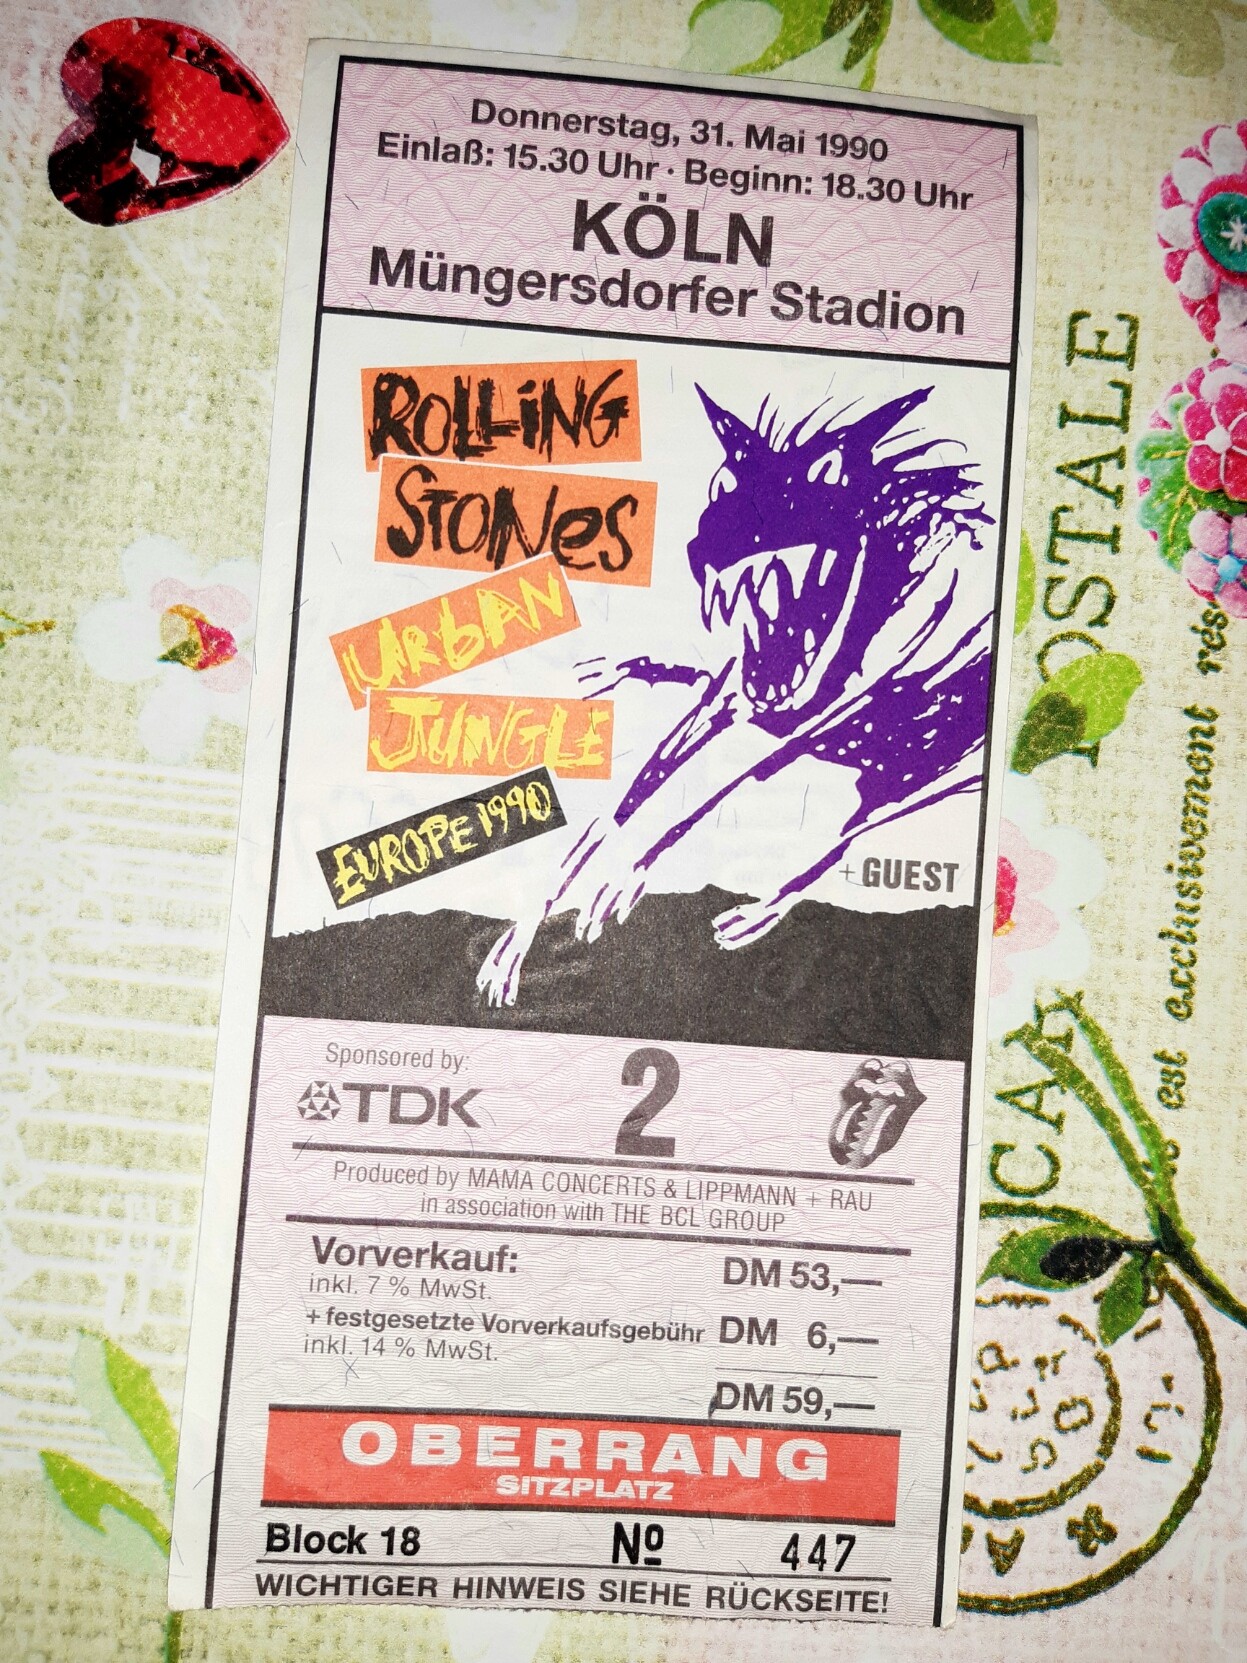 Donnerstag, 31. Mai 1990
Einlaß: 15.30 Uhr · Beginn: 18.30 Uhr
KÖLN
Müngersdorfer Stadion
ROLLiNG
STONes
URbAN
JUNGLE
EUROPE 1990
+ GUEST
Sponsored by:
TDK
2
Produced by MAMA CONCERTS & LIPPMANN + RAU
in association with THE BCL GROUP
Vorverkauf: DM 53,—
inkl. 7 % MwSt.
+ festgesetzte Vorverkaufsgebühr DM 6,—
inkl. 14 % MwSt.
DM 59,—
OBERRANG
SITZPLATZ
Block 18 Nº 447
WICHTIGER HINWEIS SIEHE RÜCKSEITE!
est exclusivement